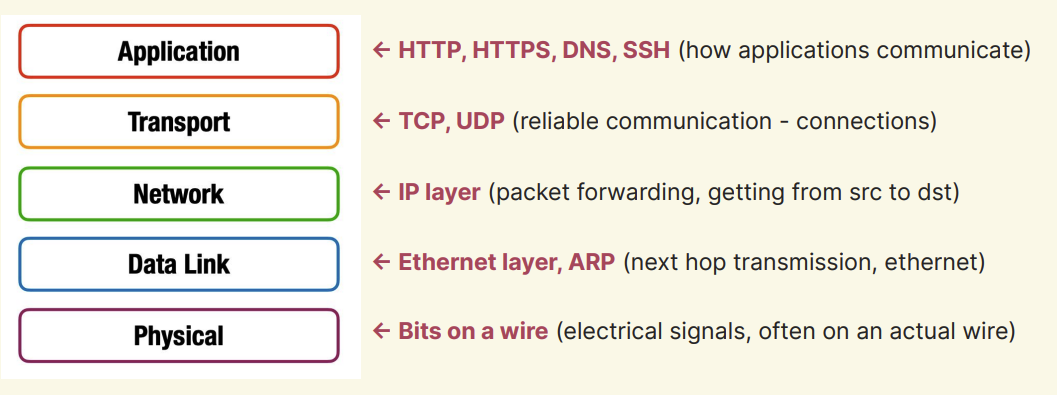 Application ← HTTP, HTTPS, DNS, SSH (how applications communicate)
Transport ← TCP, UDP (reliable communication - connections)
Network ← IP layer (packet forwarding, getting from src to dst)
Data Link ← Ethernet layer, ARP (next hop transmission, ethernet)
Physical ← Bits on a wire (electrical signals, often on an actual wire)